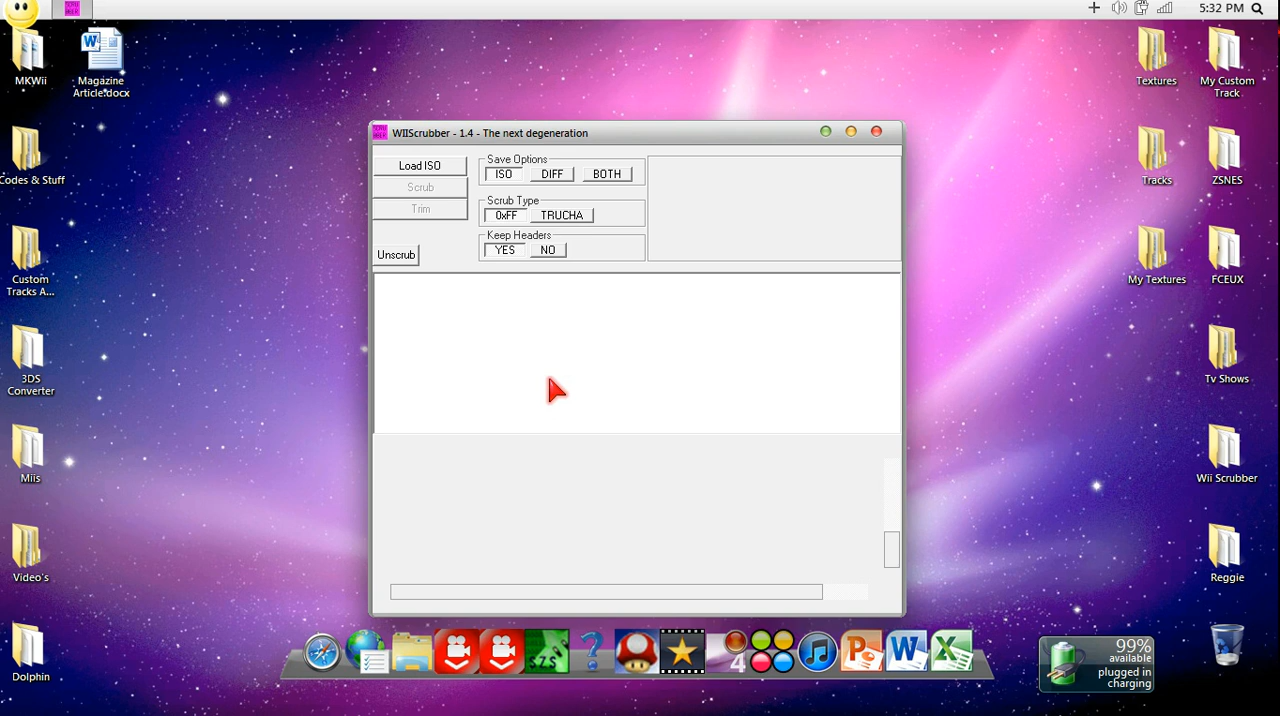 5:32 PM
MKWii
Magazine
Article.docx
Codes & Stuff
Custom
Tracks A...
3DS
Converter
Miis
Video's
Dolphin
WIIScrubber - 1.4 - The next degeneration
Load ISO
Scrub
Trim
Unscrub
Save Options
ISO DIFF BOTH
Scrub Type
0xFF TRUCHA
Keep Headers
YES NO
Textures
My Custom
Track
Tracks
ZSNES
My Textures
FCEUX
Tv Shows
Wii Scrubber
Reggie
S.Z.S
4
99%
available
plugged in
charging